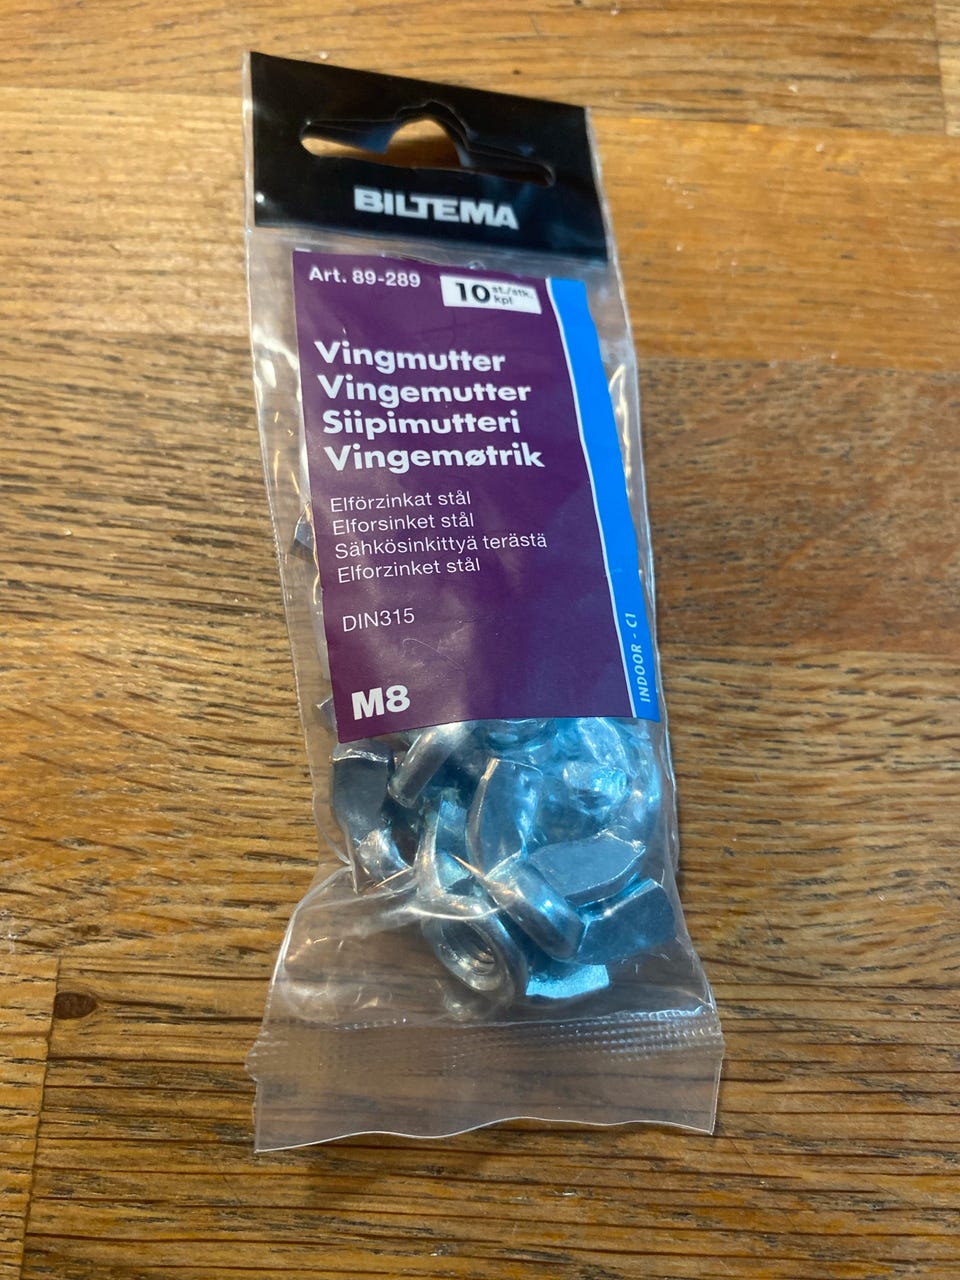 BILTEMA
Art. 89-289
10 st./stk. kpl
Vingmutter
Vingemutter
Siipimutteri
Vingemøtrik
Elförzinkat stål
Elforsinket stål
Sähkösinkittyä terästä
Elforzinket stål
DIN315
M8
INDOOR - C1